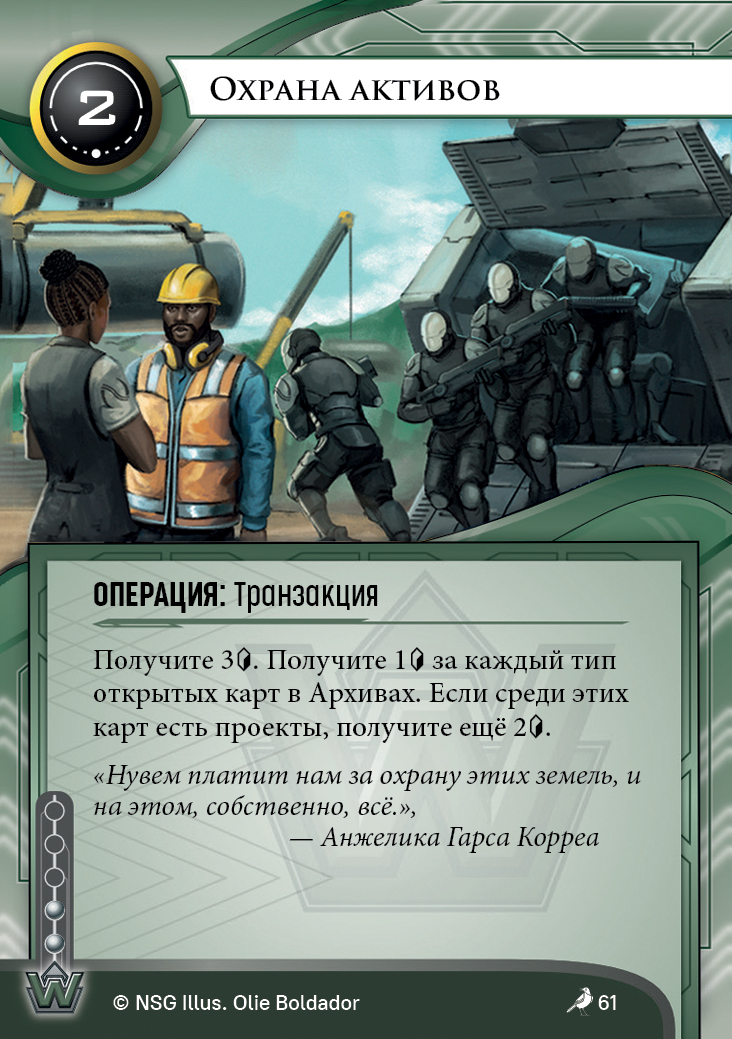 2
Охрана активов
ОПЕРАЦИЯ: Транзакция
Получите 3. Получите 1 за каждый тип
открытых карт в Архивах. Если среди этих
карт есть проекты, получите ещё 2.
«Нувем платит нам за охрану этих земель, и
на этом, собственно, всё.»,
— Анжелика Гарса Корреа
W
© NSG Illus. Olie Boldador
61